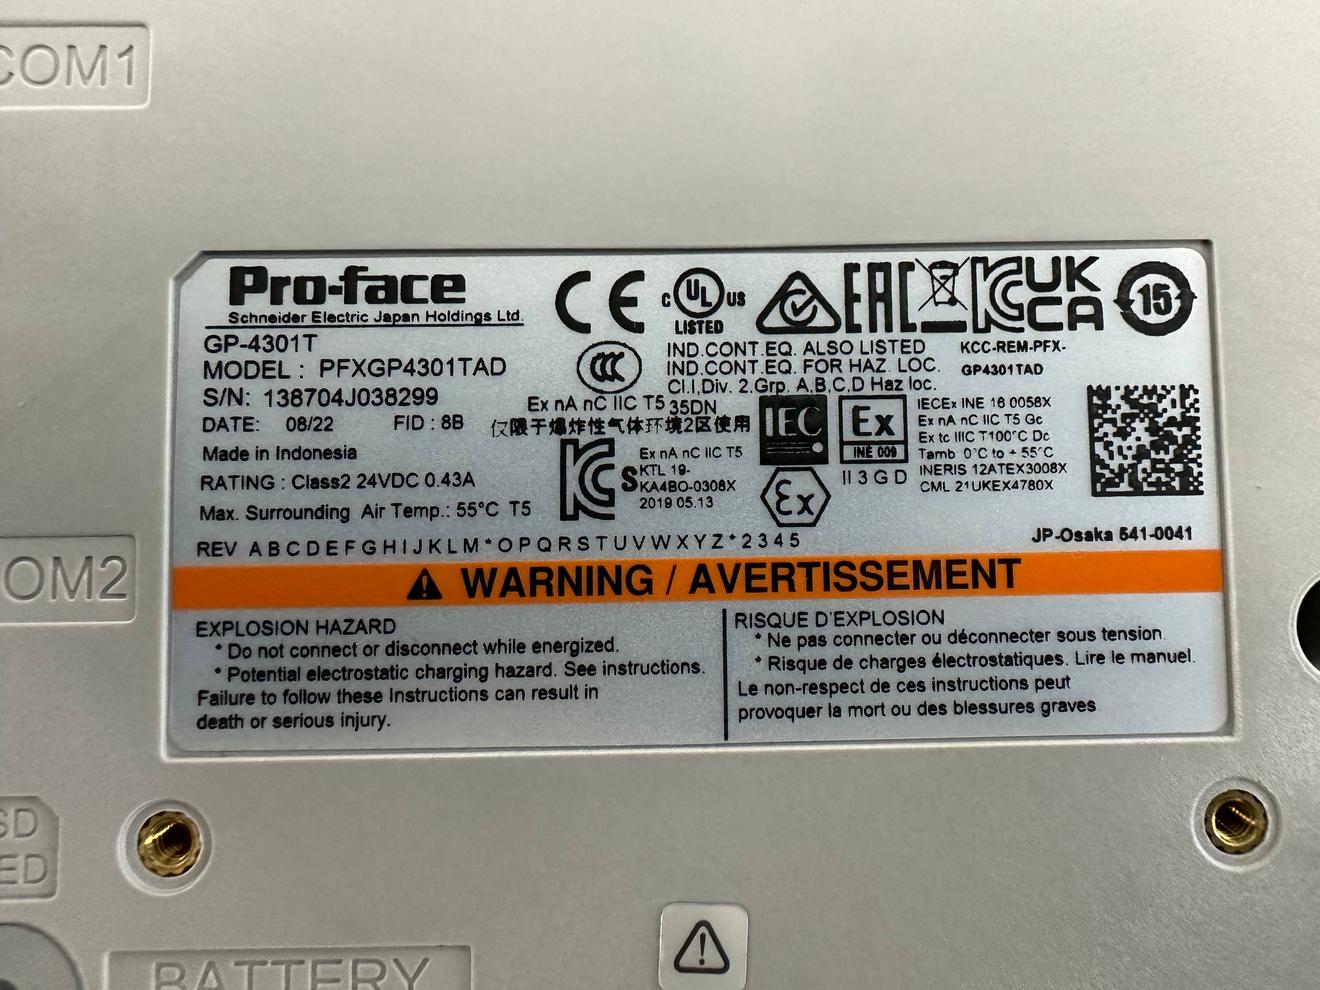 COM1
Pro-face
Schneider Electric Japan Holdings Ltd.
GP-4301T
MODEL : PFXGP4301TAD
S/N: 138704J038299
DATE: 08/22 FID : 8B
Made in Indonesia
RATING : Class2 24VDC 0.43A
Max. Surrounding Air Temp.: 55°C T5
REV A B C D E F G H I J K L M * O P Q R S T U V W X Y Z * 2 3 4 5
CE
C UL US
LISTED
EAC
UK
CA
15
CCC
IND.CONT.EQ. ALSO LISTED
IND.CONT.EQ. FOR HAZ. LOC.
Cl.I,Div. 2,Grp. A,B,C,D Haz loc.
35DN
KCC-REM-PFX-
GP4301TAD
Ex nA nC IIC T5
仅限于爆炸性气体环境2区使用
KC s
Ex nA nC IIC T5
KTL 19-
KA4BO-0308X
2019.05.13
IEC
Ex
INE 009
Ex
II 3 G D
IECEx INE 16 0009X
Ex nA nC IIC T5 Gc
Ex tc IIIC T100°C Dc
Tamb 0°C to + 55°C
INERIS 12ATEX3008X
CML 21UKEX4780X
JP-Osaka 541-0041
WARNING / AVERTISSEMENT
EXPLOSION HAZARD
* Do not connect or disconnect while energized.
* Potential electrostatic charging hazard. See instructions.
Failure to follow these Instructions can result in
death or serious injury.
RISQUE D'EXPLOSION
* Ne pas connecter ou déconnecter sous tension.
* Risque de charges électrostatiques. Lire le manuel.
Le non-respect de ces instructions peut
provoquer la mort ou des blessures graves.
OM2
SD
ED
BATTERY